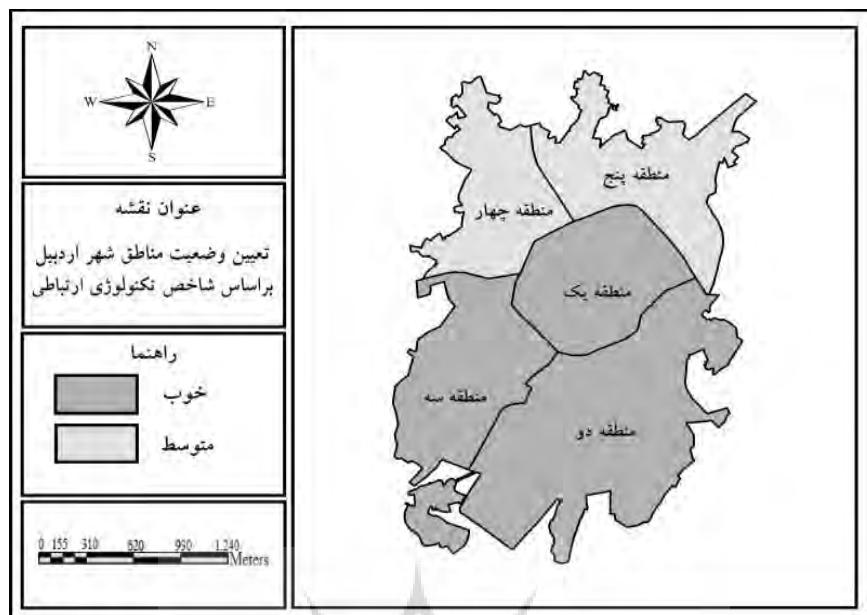 N
W
E
S
عنوان نقشه
تعیین وضعیت مناطق شهر اردبیل
براساس شاخص تکنولوژی ارتباطی
راهنما
خوب
متوسط
0 155 310 620 930 1,240
Meters
منطقه پنج
منطقه چهار
منطقه یک
منطقه سه
منطقه دو